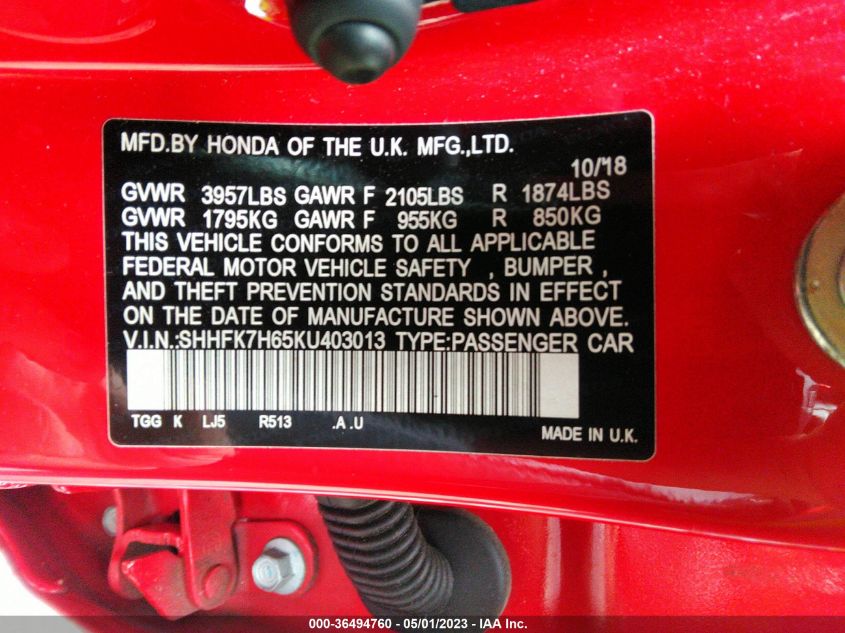 MFD.BY HONDA OF THE U.K. MFG.,LTD.
10/'18
GVWR 3957LBS GAWR F 2105LBS R 1874LBS
GVWR 1795KG GAWR F 955KG R 850KG
THIS VEHICLE CONFORMS TO ALL APPLICABLE
FEDERAL MOTOR VEHICLE SAFETY , BUMPER ,
AND THEFT PREVENTION STANDARDS IN EFFECT
ON THE DATE OF MANUFACTURE SHOWN ABOVE.
V.I.N.:SHHFK7H65KU403013 TYPE:PASSENGER CAR
TGG K LJ5 R513 .A .U
MADE IN U.K.
000-36494760 - 05/01/2023 - IAA Inc.